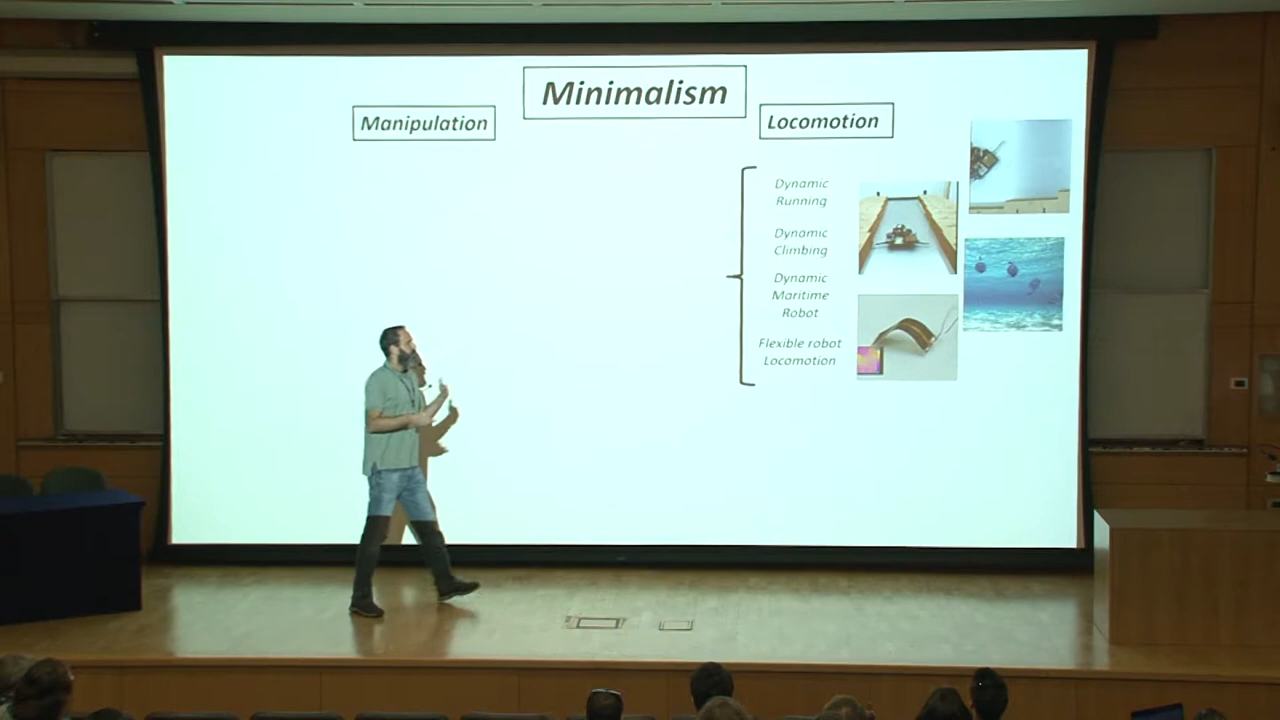 Minimalism
Manipulation
Locomotion
Dynamic
Running
Dynamic
Climbing
Dynamic
Maritime
Robot
Flexible robot
Locomotion